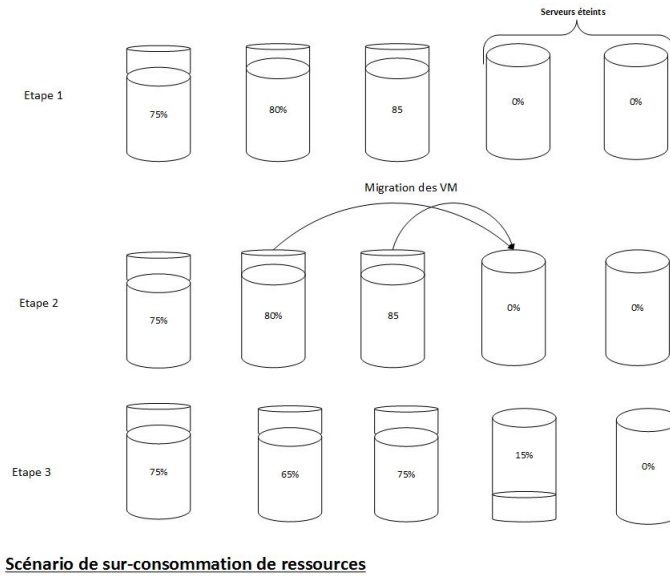 Serveurs éteints
Etape 1
75%
80%
85
0%
0%
Migration des VM
Etape 2
75%
80%
85
0%
0%
Etape 3
75%
65%
75%
15%
0%
Scénario de sur-consommation de ressources